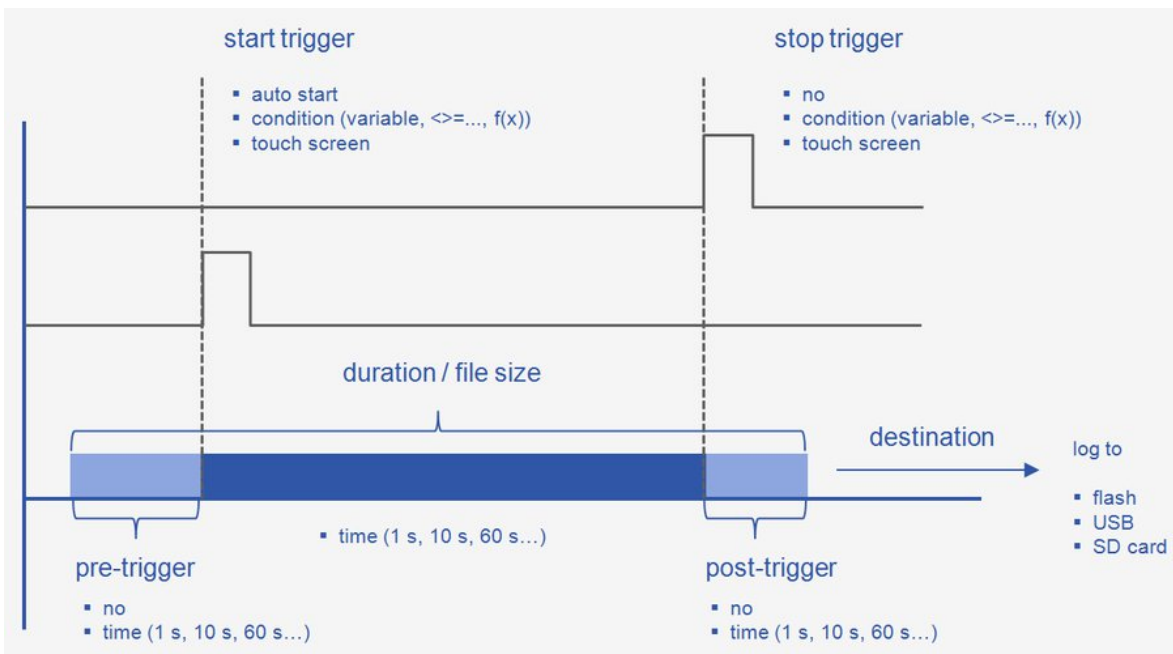 start trigger
▪ auto start
▪ condition (variable, <>=..., f(x))
▪ touch screen
stop trigger
▪ no
▪ condition (variable, <>=..., f(x))
▪ touch screen
duration / file size
destination
log to
▪ flash
▪ USB
▪ SD card
▪ time (1 s, 10 s, 60 s…)
pre-trigger
▪ no
▪ time (1 s, 10 s, 60 s…)
post-trigger
▪ no
▪ time (1 s, 10 s, 60 s…)